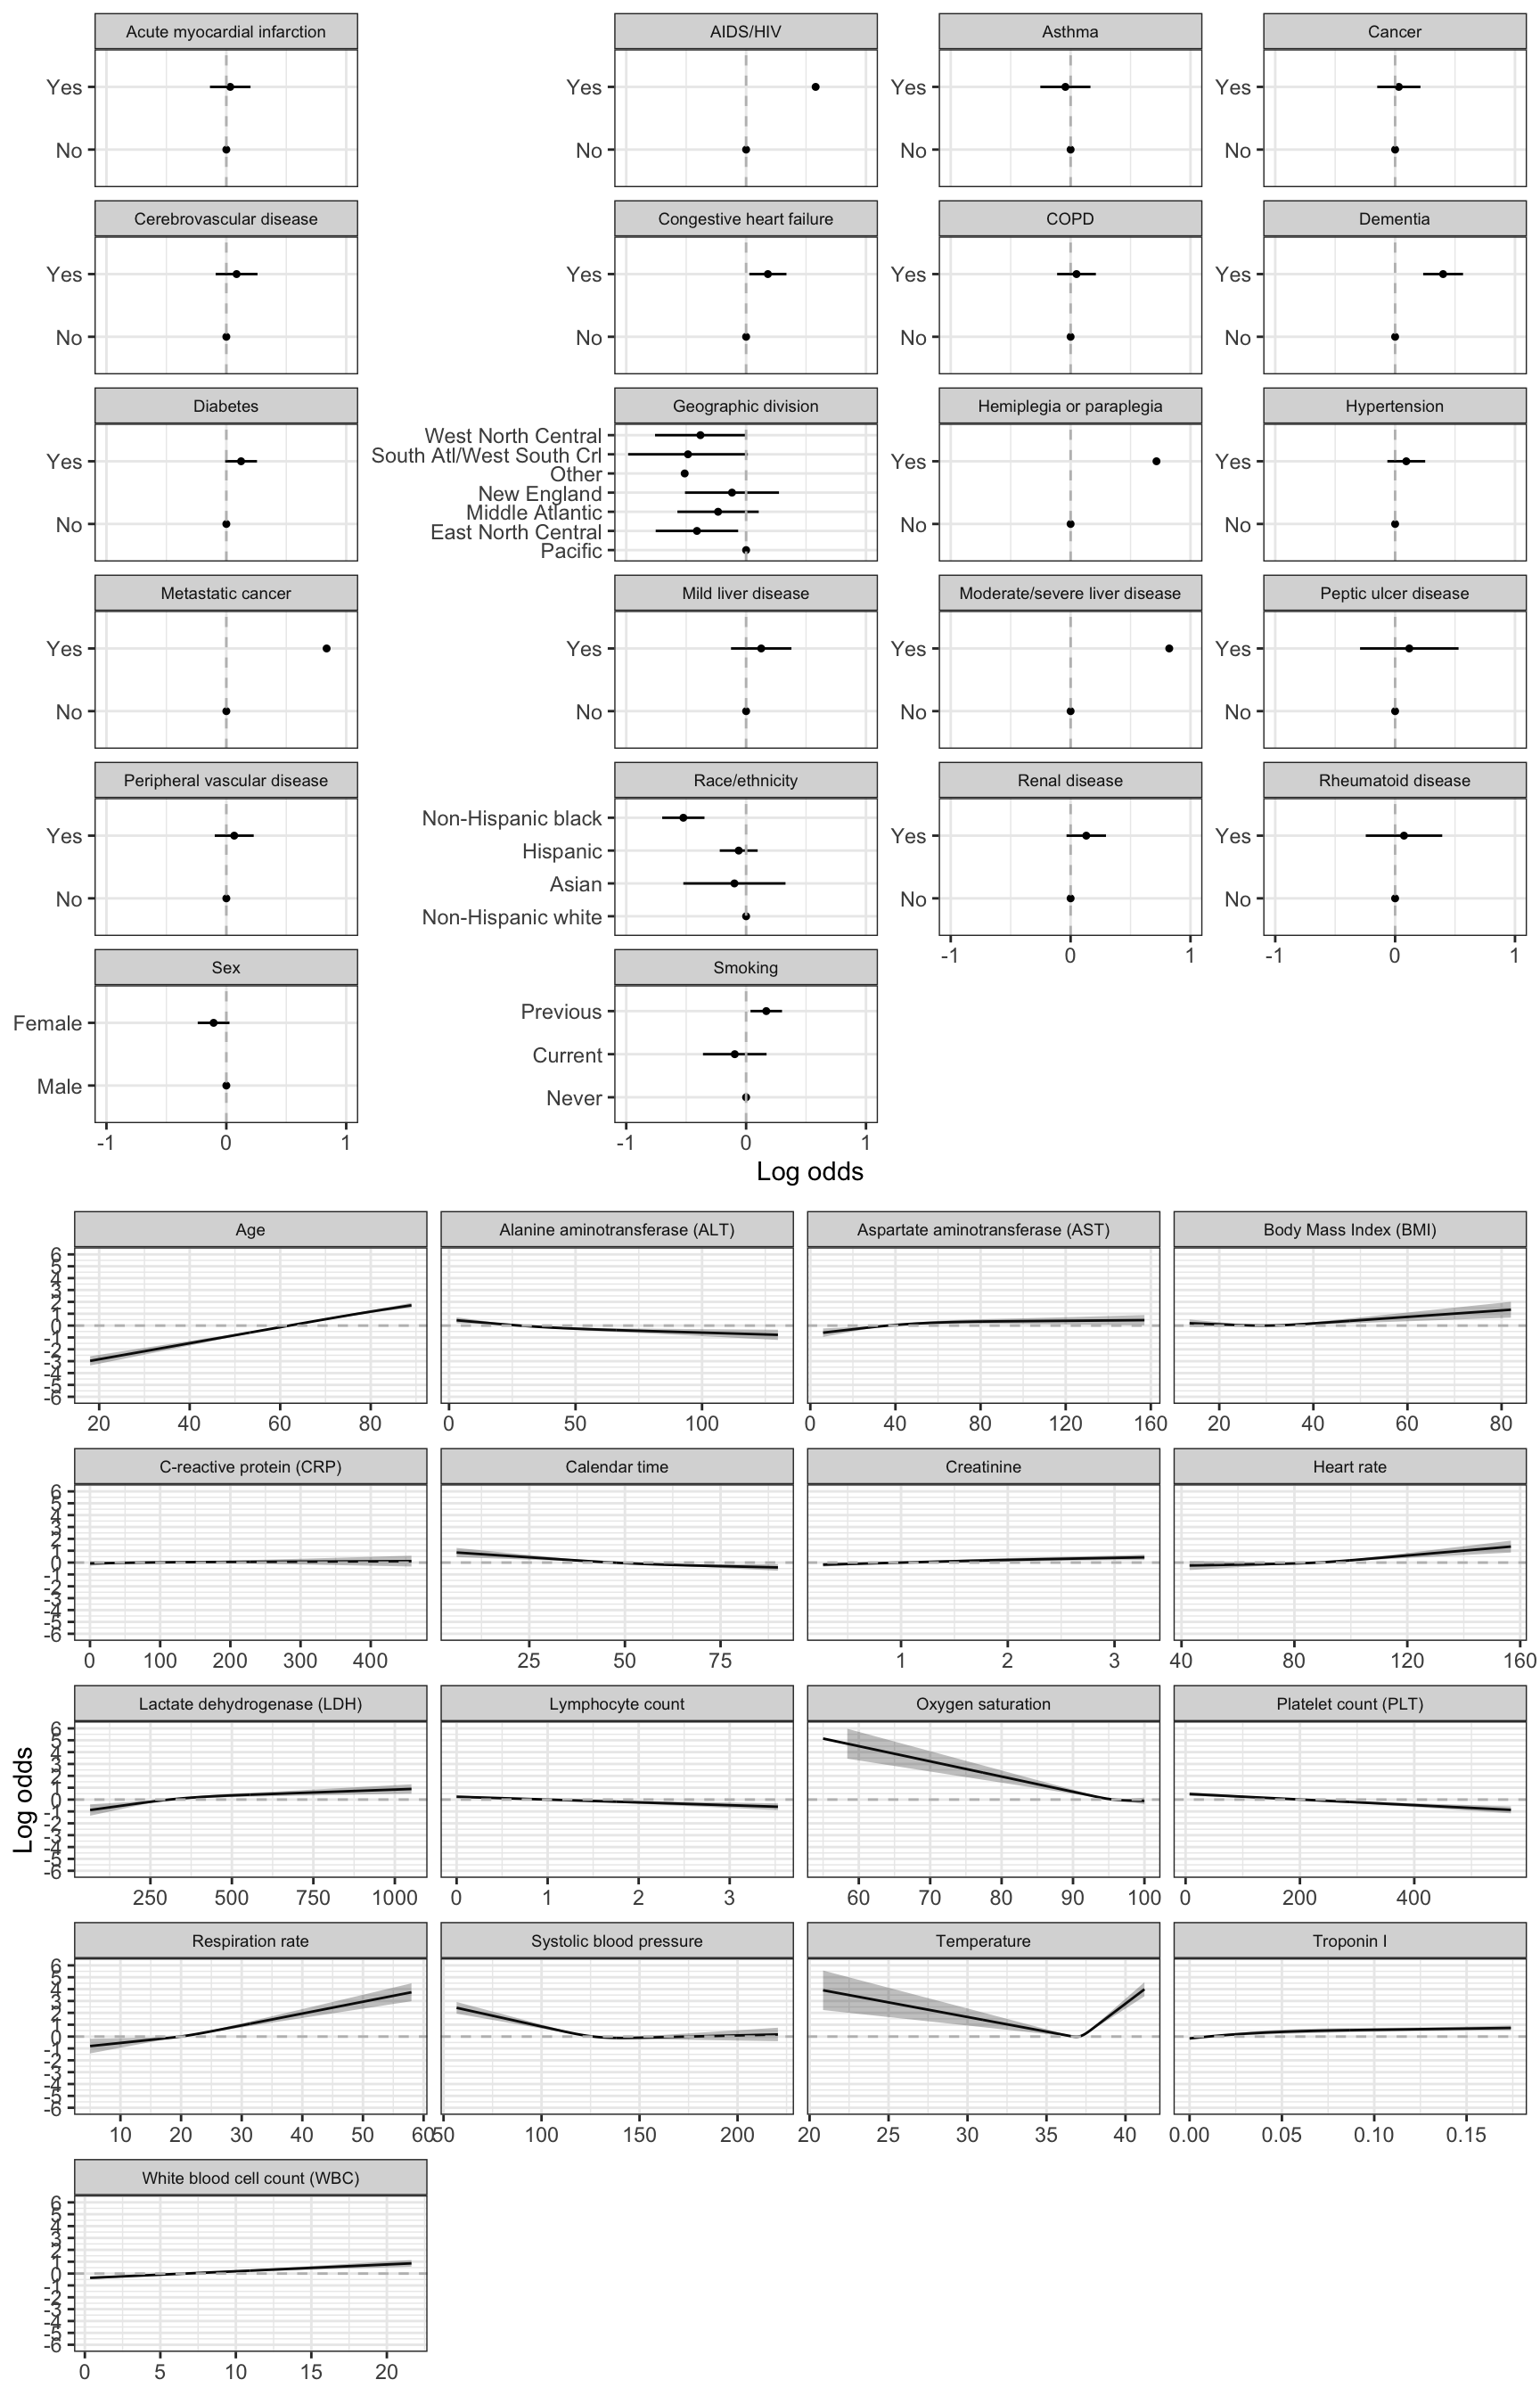 Acute myocardial infarction
AIDS/HIV
Asthma
Cancer
Yes
No
Yes
No
Yes
No
Yes
No
Cerebrovascular disease
Congestive heart failure
COPD
Dementia
Yes
No
Yes
No
Yes
No
Yes
No
Diabetes
Geographic division
Hemiplegia or paraplegia
Hypertension
Yes
No
West North Central
South Atl/West South Crl
Other
New England
Middle Atlantic
East North Central
Pacific
Yes
No
Yes
No
Metastatic cancer
Mild liver disease
Moderate/severe liver disease
Peptic ulcer disease
Yes
No
Yes
No
Yes
No
Yes
No
Peripheral vascular disease
Race/ethnicity
Renal disease
Rheumatoid disease
Yes
No
Non-Hispanic black
Hispanic
Asian
Non-Hispanic white
Yes
No
Yes
No
-1 0 1
-1 0 1
Sex
Smoking
Female
Male
Previous
Current
Never
-1 0 1
-1 0 1
Log odds
Age
Alanine aminotransferase (ALT)
Aspartate aminotransferase (AST)
Body Mass Index (BMI)
6
5
4
3
2
1
0
-1
-2
-3
-4
-5
-6
20 40 60 80
0 50 100
0 40 80 120 160
20 40 60 80
C-reactive protein (CRP)
Calendar time
Creatinine
Heart rate
6
5
4
3
2
1
0
-1
-2
-3
-4
-5
-6
0 100 200 300 400
25 50 75
1 2 3
40 80 120 160
Log odds
Lactate dehydrogenase (LDH)
Lymphocyte count
Oxygen saturation
Platelet count (PLT)
6
5
4
3
2
1
0
-1
-2
-3
-4
-5
-6
250 500 750 1000
0 1 2 3
60 70 80 90 100
0 200 400
Respiration rate
Systolic blood pressure
Temperature
Troponin I
6
5
4
3
2
1
0
-1
-2
-3
-4
-5
-6
10 20 30 40 50 60
50 100 150 200
20 25 30 35 40
0.00 0.05 0.10 0.15
White blood cell count (WBC)
6
5
4
3
2
1
0
-1
-2
-3
-4
-5
-6
0 5 10 15 20